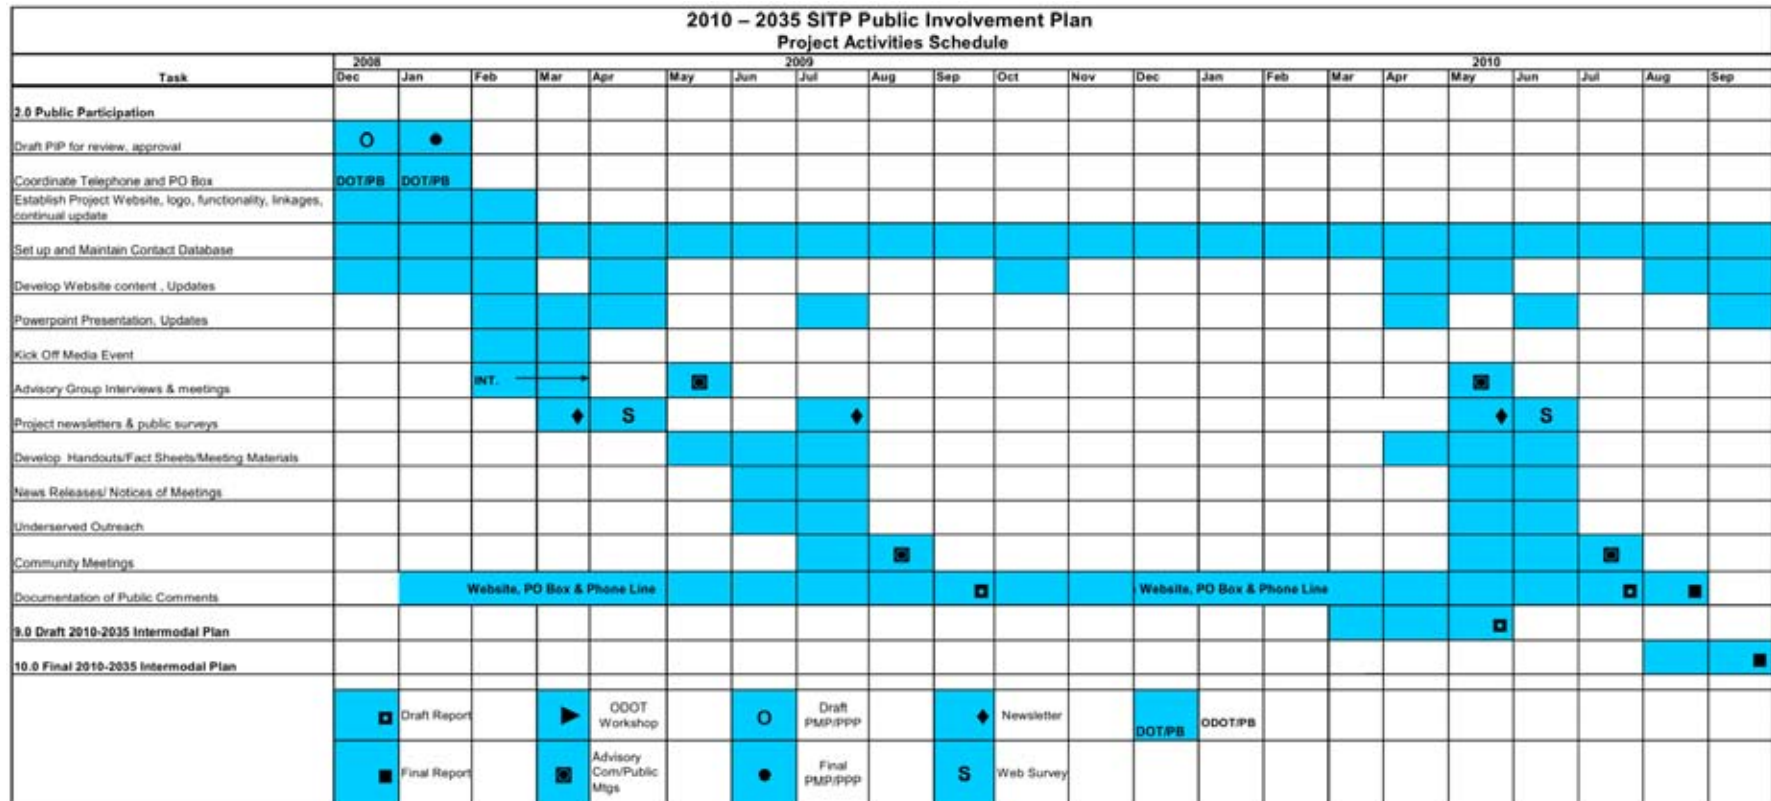 2010 – 2035 SITP Public Involvement Plan
Project Activities Schedule
2008 2009 2010
Task Dec Jan Feb Mar Apr May Jun Jul Aug Sep Oct Nov Dec Jan Feb Mar Apr May Jun Jul Aug Sep
2.0 Public Participation
Draft PIP for review, approval O ●
Coordinate Telephone and PO Box DOT/PB DOT/PB
Establish Project Website, logo, functionality, linkages,
continual update
Set up and Maintain Contact Database
Develop Website content , Updates
Powerpoint Presentation, Updates
Kick Off Media Event
Advisory Group Interviews & meetings INT.
Project newsletters & public surveys ♦ S ♦ ♦ S
Develop Handouts/Fact Sheets/Meeting Materials
News Releases/ Notices of Meetings
Underserved Outreach
Community Meetings
Documentation of Public Comments Website, PO Box & Phone Line Website, PO Box & Phone Line
9.0 Draft 2010-2035 Intermodal Plan
10.0 Final 2010-2035 Intermodal Plan
Draft Report ODOT Workshop O Draft PMP/PPP Newsletter DOT/PB ODOT/PB
Final Report Advisory Com/Public Mtgs Final PMP/PPP S Web Survey